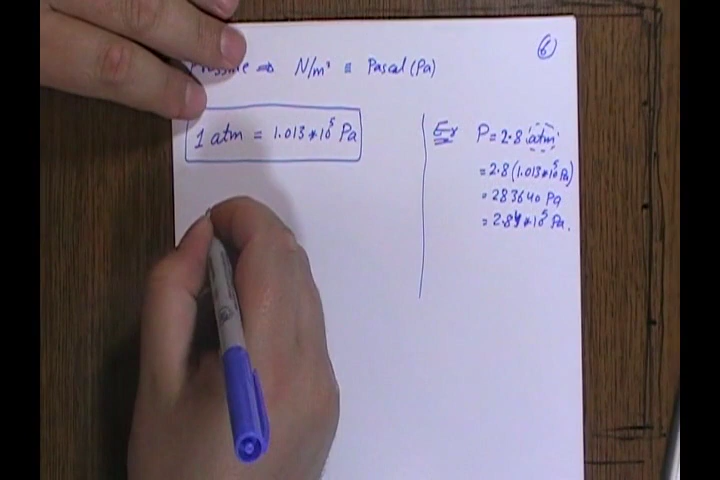 6
Pressure ⇒ N/m² ≡ Pascal (Pa)
1 atm = 1.013*10⁵ Pa
Ex P = 2.8 atm
= 2.8 (1.013*10⁵ Pa)
= 283640 Pa
= 2.84*10⁵ Pa.